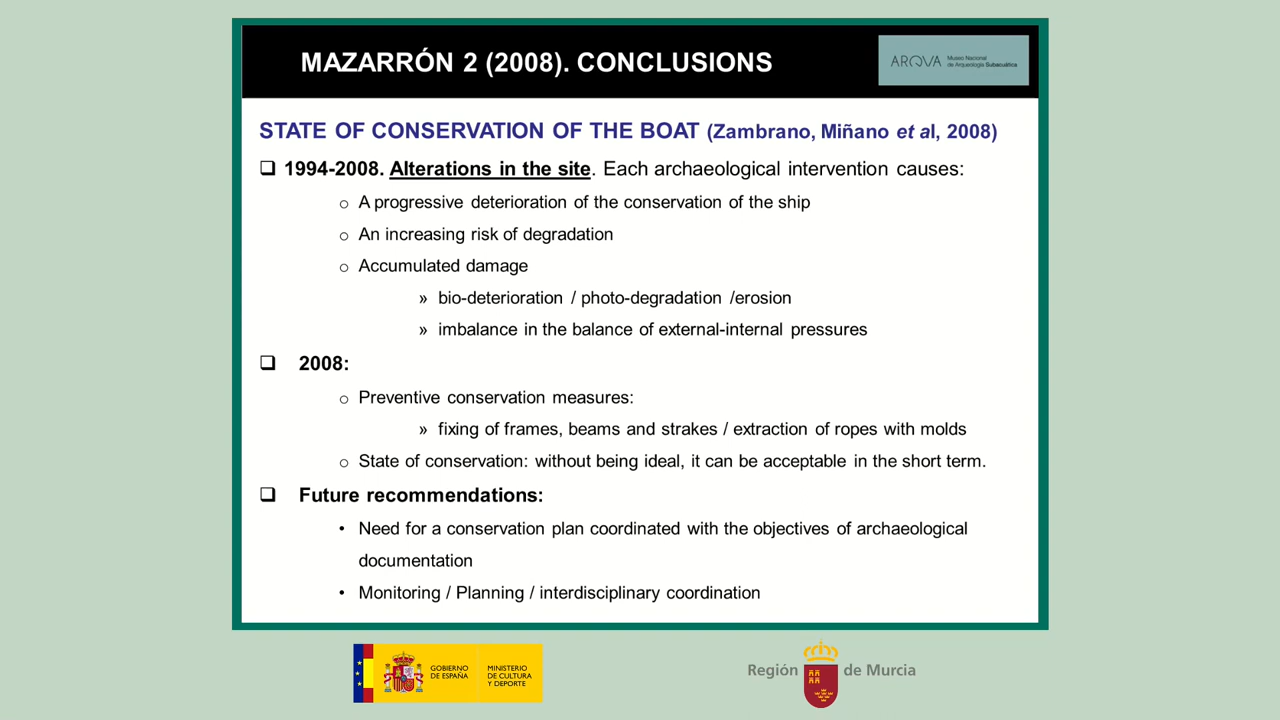 MAZARRÓN 2 (2008). CONCLUSIONS
ARQVA Museo Nacional
de Arqueología Subacuática
STATE OF CONSERVATION OF THE BOAT (Zambrano, Miñano et al, 2008)
❑ 1994-2008. Alterations in the site. Each archaeological intervention causes:
o A progressive deterioration of the conservation of the ship
o An increasing risk of degradation
o Accumulated damage
» bio-deterioration / photo-degradation /erosion
» imbalance in the balance of external-internal pressures
❑ 2008:
o Preventive conservation measures:
» fixing of frames, beams and strakes / extraction of ropes with molds
o State of conservation: without being ideal, it can be acceptable in the short term.
❑ Future recommendations:
• Need for a conservation plan coordinated with the objectives of archaeological
documentation
• Monitoring / Planning / interdisciplinary coordination
GOBIERNO
DE ESPAÑA
MINISTERIO
DE CULTURA
Y DEPORTE
Región de Murcia